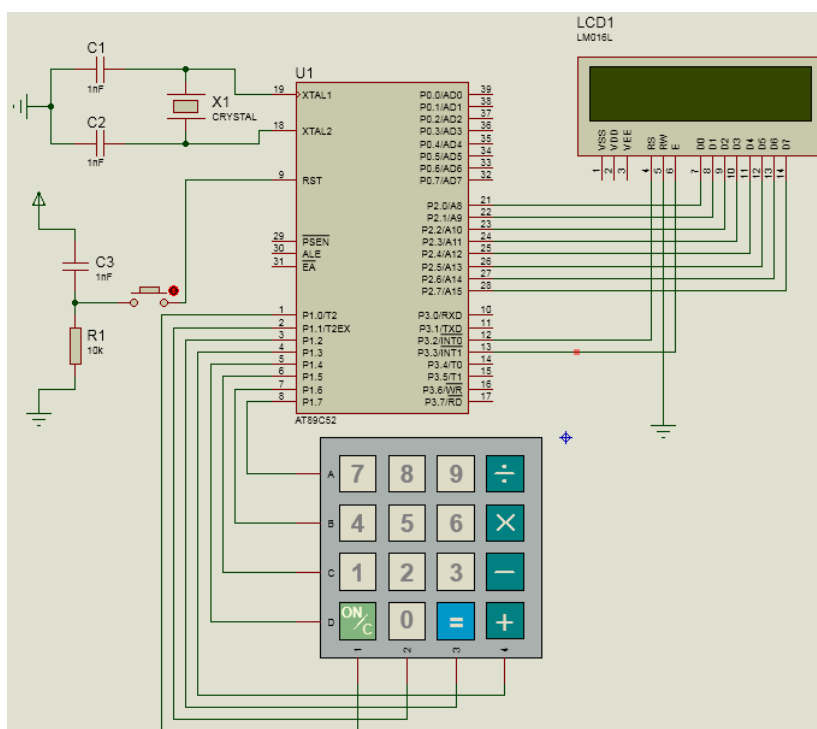 LCD1
LM016L
VSS VDD VEE RS RW E D0 D1 D2 D3 D4 D5 D6 D7
1 2 3 4 5 6 7 8 9 10 11 12 13 14
C1
1nF
X1
CRYSTAL
C2
1nF
C3
1nF
R1
10k
U1
19 XTAL1 P0.0/AD0 39
P0.1/AD1 38
P0.2/AD2 37
18 XTAL2 P0.3/AD3 36
P0.4/AD4 35
P0.5/AD5 34
P0.6/AD6 33
9 RST P0.7/AD7 32
P2.0/A8 21
P2.1/A9 22
P2.2/A10 23
29 PSEN P2.3/A11 24
30 ALE P2.4/A12 25
31 EA P2.5/A13 26
P2.6/A14 27
P2.7/A15 28
1 P1.0/T2 P3.0/RXD 10
2 P1.1/T2EX P3.1/TXD 11
3 P1.2 P3.2/INT0 12
4 P1.3 P3.3/INT1 13
5 P1.4 P3.4/T0 14
6 P1.5 P3.5/T1 15
7 P1.6 P3.6/WR 16
8 P1.7 P3.7/RD 17
AT89C52
A 7 8 9 ÷
B 4 5 6 ×
C 1 2 3 −
D ON/C 0 = +
1 2 3 4